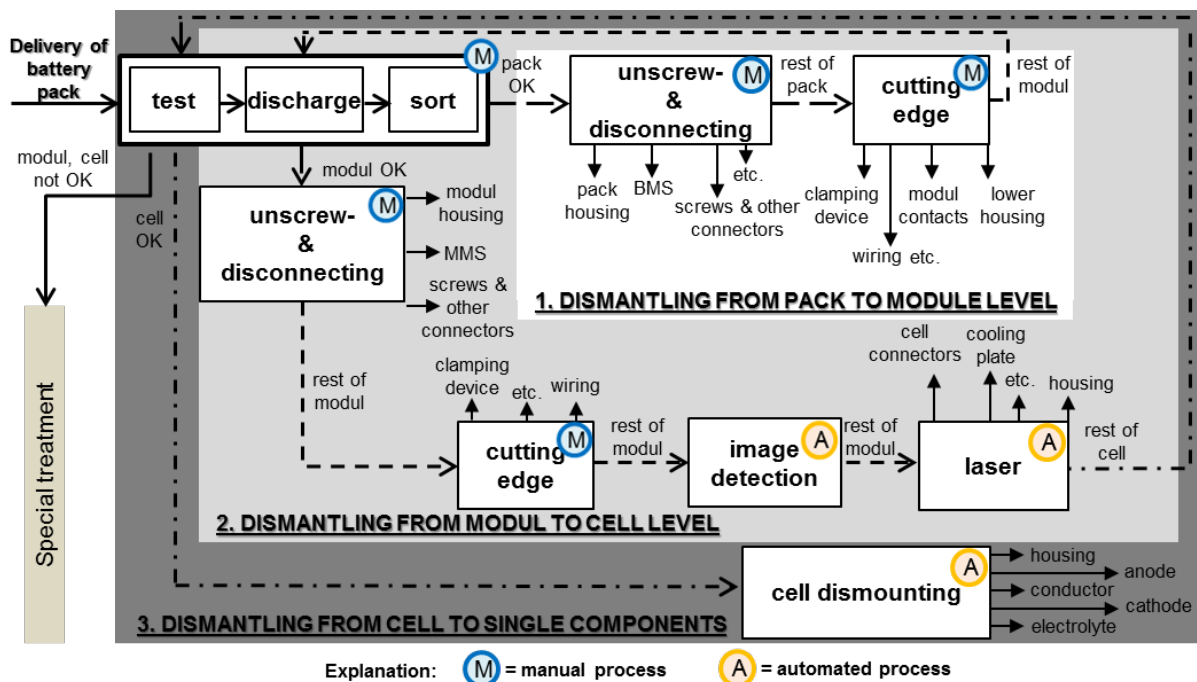 Delivery of
battery
pack
test
discharge
sort
M
pack
OK
unscrew-
&
disconnecting
M
rest of
pack
cutting
edge
M
rest of
modul
pack
housing
BMS
screws & other
connectors
etc.
clamping
device
wiring etc.
modul
contacts
lower
housing
1. DISMANTLING FROM PACK TO MODULE LEVEL
modul, cell
not OK
cell
OK
modul OK
unscrew-
&
disconnecting
M
modul
housing
MMS
screws &
other
connectors
rest of
modul
clamping
device
etc.
wiring
cutting
edge
M
rest of
modul
image
detection
A
rest of
modul
cell
connectors
cooling
plate
etc.
housing
laser
A
rest of
cell
2. DISMANTLING FROM MODUL TO CELL LEVEL
Special treatment
cell dismounting
A
housing
anode
conductor
cathode
electrolyte
3. DISMANTLING FROM CELL TO SINGLE COMPONENTS
Explanation: M = manual process A = automated process